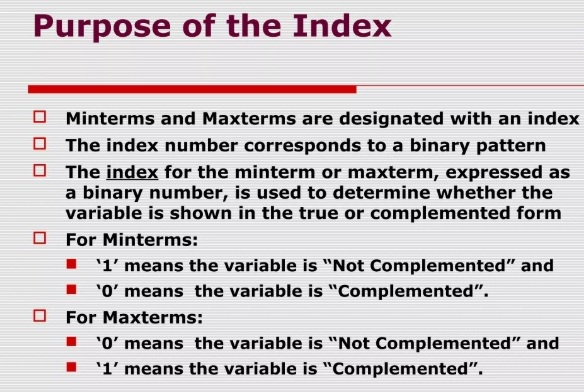 Purpose of the Index
Minterms and Maxterms are designated with an index
The index number corresponds to a binary pattern
The index for the minterm or maxterm, expressed as
a binary number, is used to determine whether the
variable is shown in the true or complemented form
For Minterms:
‘1’ means the variable is “Not Complemented” and
‘0’ means  the variable is “Complemented”.
For Maxterms:
‘0’ means  the variable is “Not Complemented” and
‘1’ means the variable is “Complemented”.